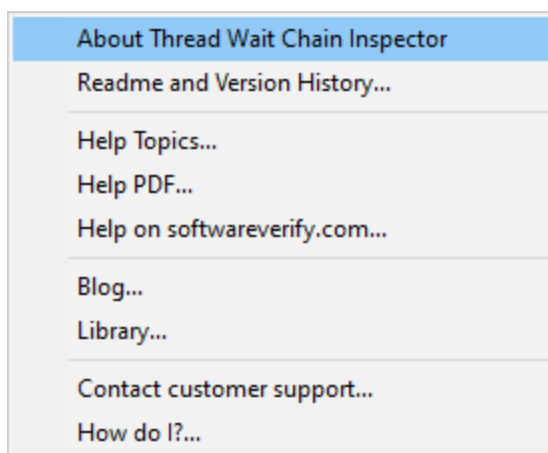 About Thread Wait Chain Inspector
Readme and Version History...
Help Topics...
Help PDF...
Help on softwareverify.com...
Blog...
Library...
Contact customer support...
How do I?...